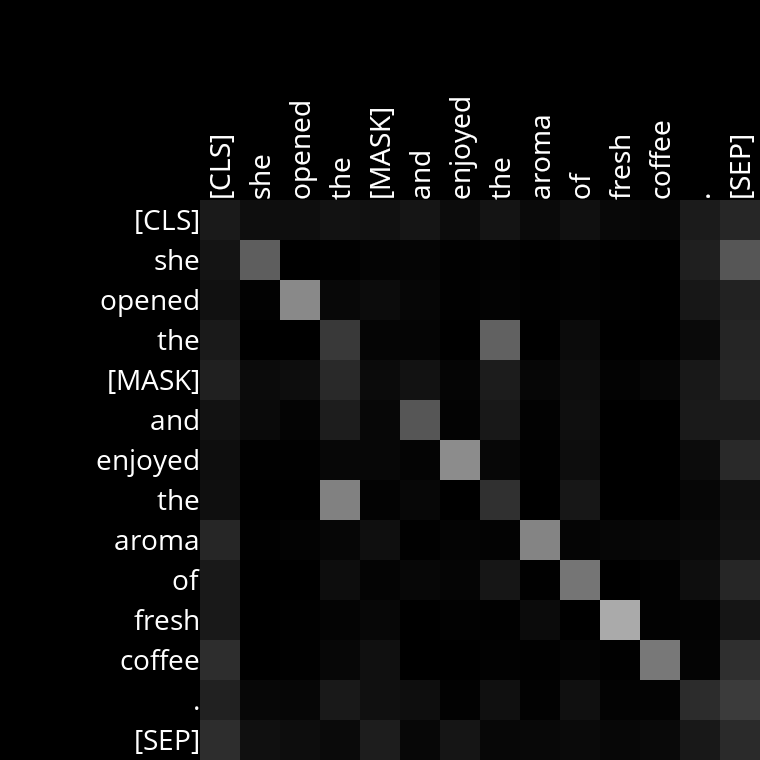 [CLS] she opened the [MASK] and enjoyed the aroma of fresh coffee . [SEP]
[CLS]
she
opened
the
[MASK]
and
enjoyed
the
aroma
of
fresh
coffee
.
[SEP]